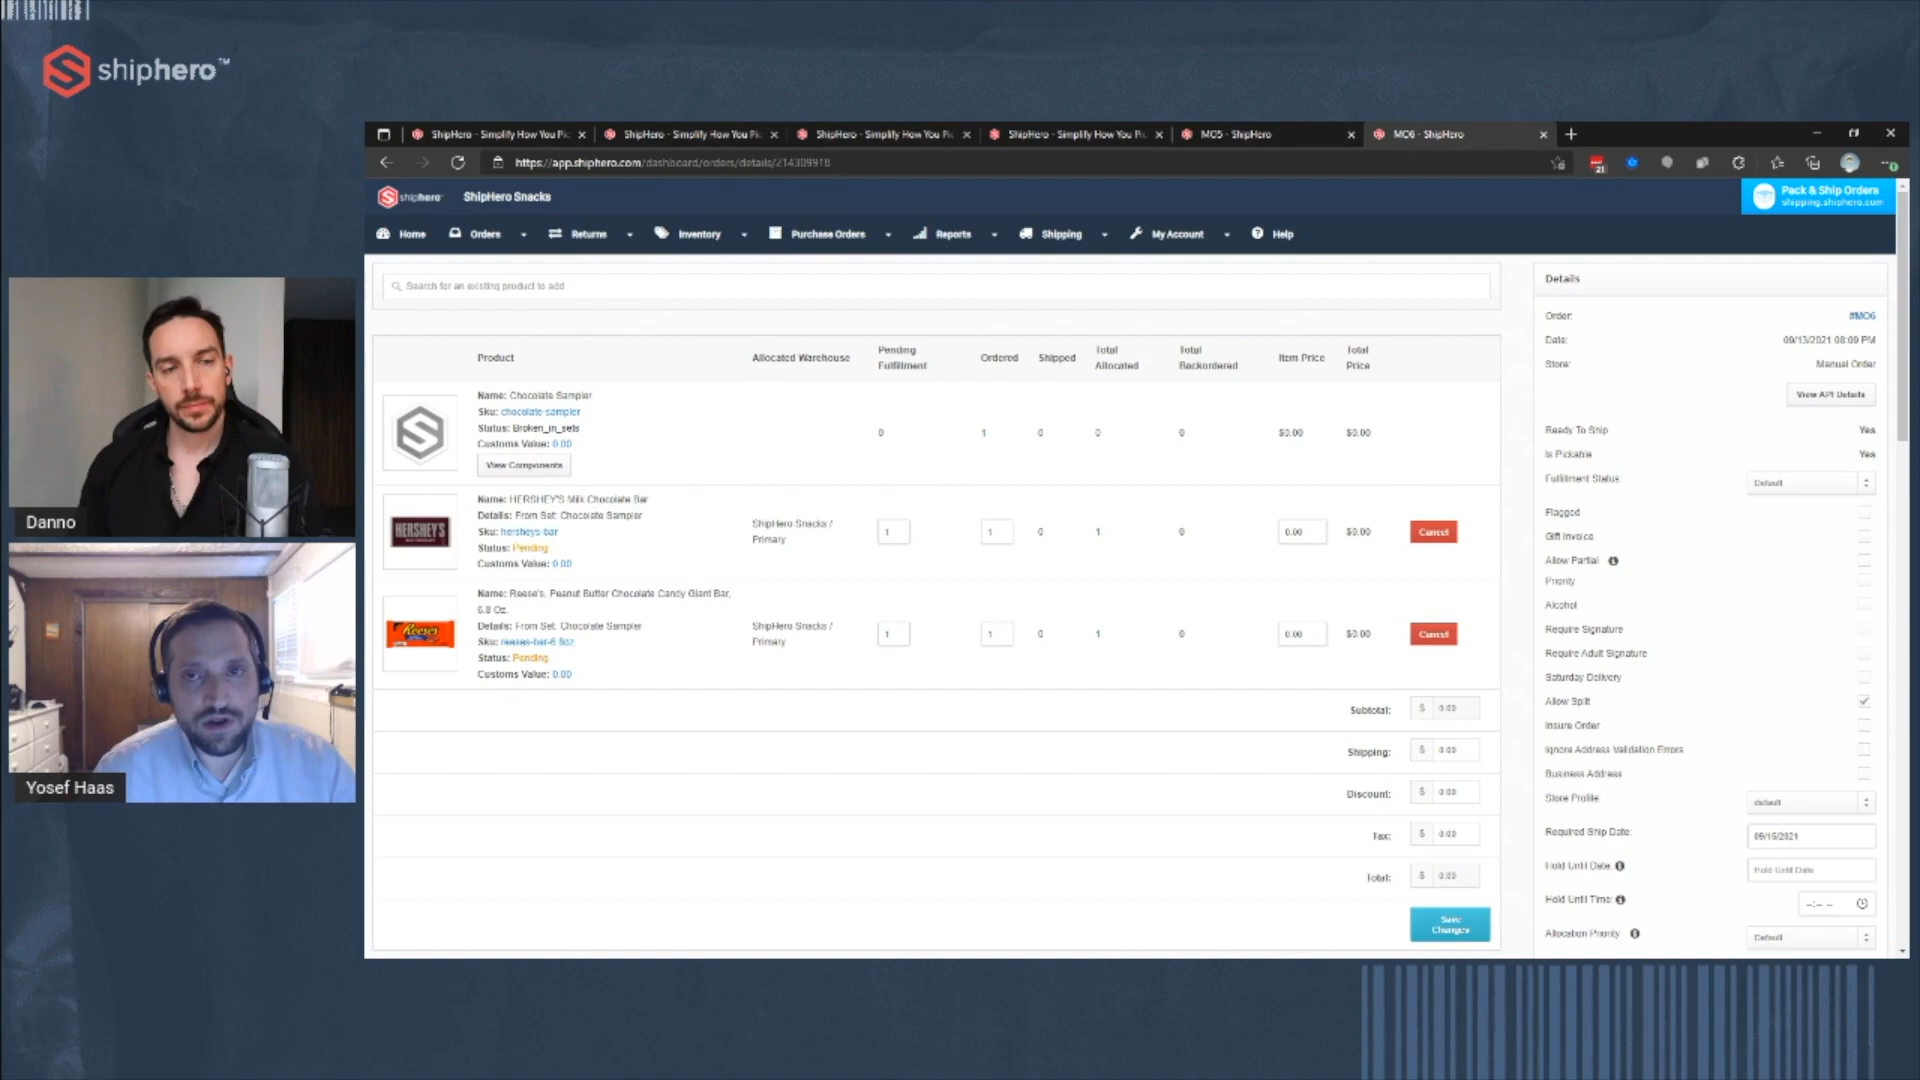 shiphero™
ShipHero - Simplify How You Pic
ShipHero - Simplify How You Pic
ShipHero - Simplify How You Pic
ShipHero - Simplify How You Pic
MO5 - ShipHero
MO6 - ShipHero
https://app.shiphero.com/dashboard/orders/details/214309918
21
shiphero
ShipHero Snacks
Pack & Ship Orders
shipping.shiphero.com
Home
Orders
Returns
Inventory
Purchase Orders
Reports
Shipping
My Account
Help
Search for an existing product to add
Product
Allocated Warehouse
Pending Fulfillment
Ordered
Shipped
Total Allocated
Total Backordered
Item Price
Total Price
Name: Chocolate Sampler
Sku: chocolate-sampler
Status: Broken_in_sets
Customs Value: 0.00
View Components
0
1
0
0
0
$0.00
$0.00
HERSHEY'S
Name: HERSHEY'S Milk Chocolate Bar
Details: From Set: Chocolate Sampler
Sku: hersheys-bar
Status: Pending
Customs Value: 0.00
ShipHero Snacks /
Primary
1
1
0
1
0
0.00
$0.00
Cancel
Reese's
Name: Reese's, Peanut Butter Chocolate Candy Giant Bar,
6.8 Oz.
Details: From Set: Chocolate Sampler
Sku: reeses-bar-6.8oz
Status: Pending
Customs Value: 0.00
ShipHero Snacks /
Primary
1
1
0
1
0
0.00
$0.00
Cancel
Subtotal:
$ 0.00
Shipping:
$ 0.00
Discount:
$ 0.00
Tax:
$ 0.00
Total:
$ 0.00
Save
Changes
Details
Order:
#MO6
Date:
09/13/2021 08:09 PM
Store:
Manual Order
View API Details
Ready To Ship
Yes
Is Pickable
Yes
Fulfillment Status:
Default
Flagged
Gift Invoice
Allow Partial
Priority
Alcohol
Require Signature
Require Adult Signature
Saturday Delivery
Allow Split
Insure Order
Ignore Address Validation Errors
Business Address
Store Profile:
default
Required Ship Date:
09/15/2021
Hold Until Date:
Hold Until Date
Hold Until Time:
--:-- --
Allocation Priority
Default
Danno
Yosef Haas